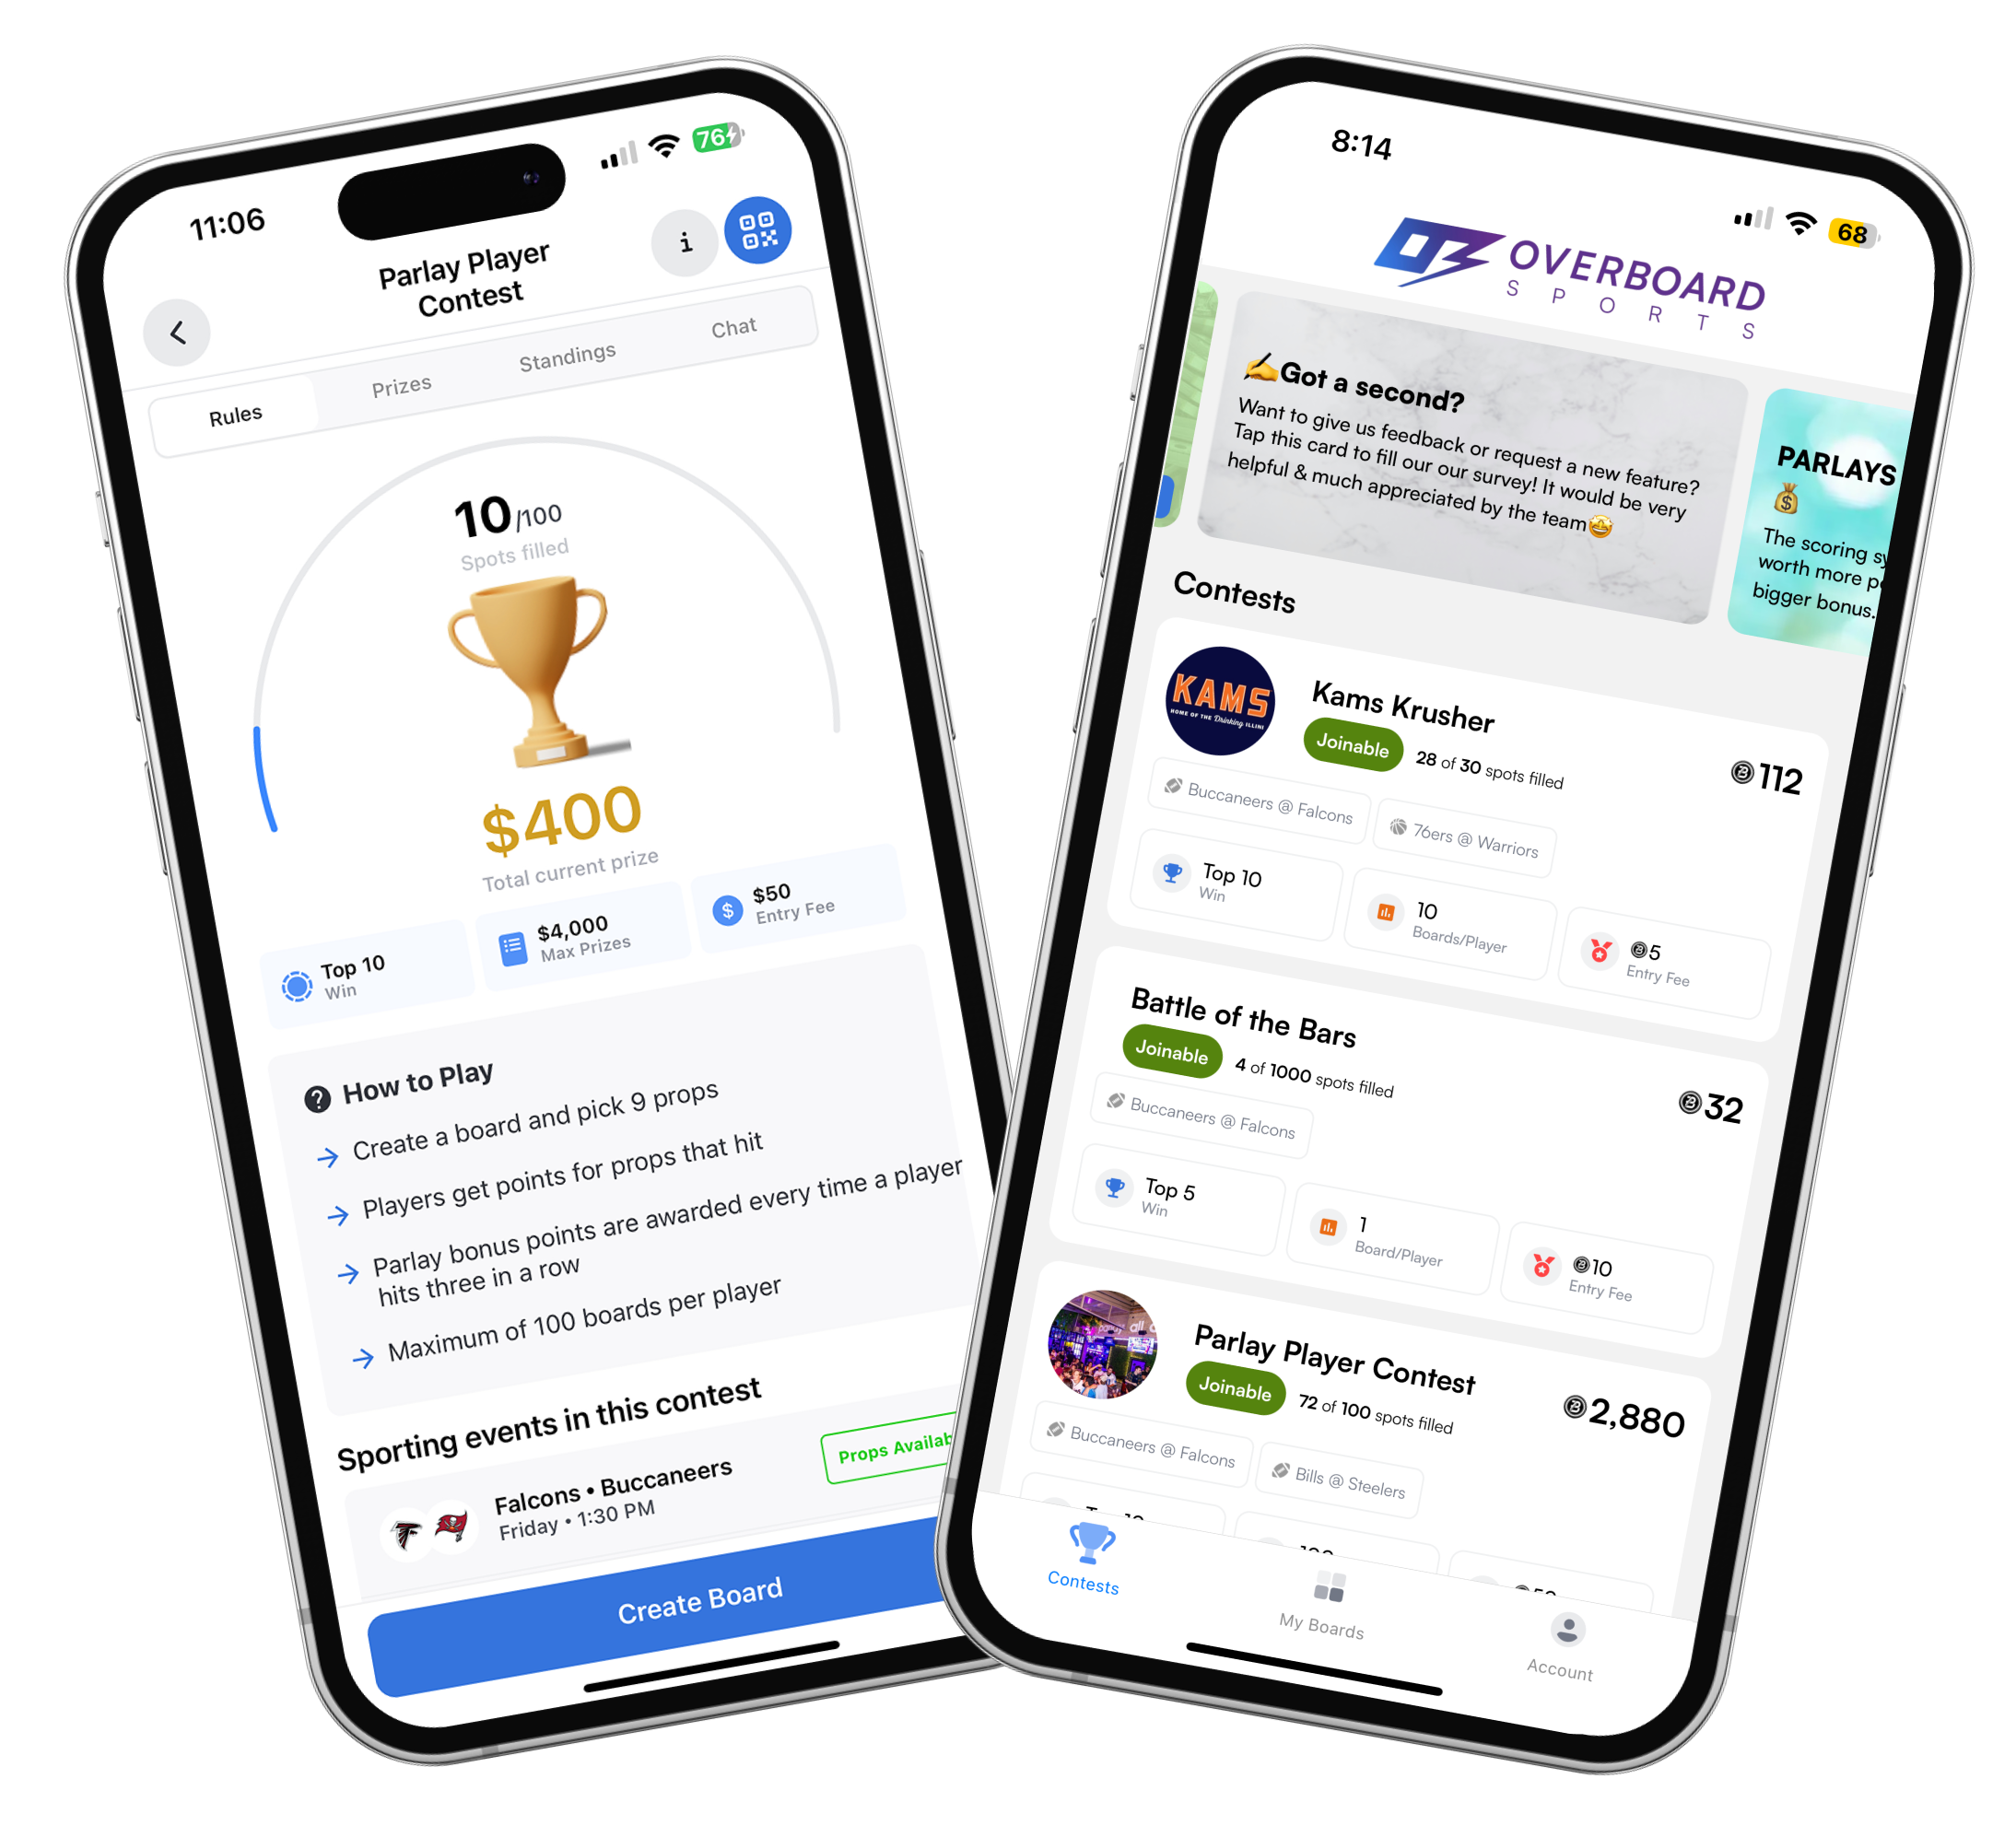 11:06
76
Parlay Player
Contest
i
Rules
Prizes
Standings
Chat
10/100
Spots filled
$400
Total current prize
Top 10
Win
$4,000
Max Prizes
$50
Entry Fee
How to Play
Create a board and pick 9 props
Players get points for props that hit
Parlay bonus points are awarded every time a player
hits three in a row
Maximum of 100 boards per player
Sporting events in this contest
Falcons • Buccaneers
Friday • 1:30 PM
Props Availab
Create Board
8:14
68
OVERBOARD
SPORTS
✍️Got a second?
Want to give us feedback or request a new feature?
Tap this card to fill our our survey! It would be very
helpful & much appreciated by the team🤩
PARLAYS
💰
The scoring sy
worth more po
bigger bonus.
Contests
KAMS
HOME OF THE Drinking ILLINI
Kams Krusher
Joinable
28 of 30 spots filled
112
Buccaneers @ Falcons
76ers @ Warriors
Top 10
Win
10
Boards/Player
5
Entry Fee
Battle of the Bars
Joinable
4 of 1000 spots filled
32
Buccaneers @ Falcons
Top 5
Win
1
Board/Player
10
Entry Fee
Parlay Player Contest
Joinable
72 of 100 spots filled
2,880
Buccaneers @ Falcons
Bills @ Steelers
Contests
My Boards
Account